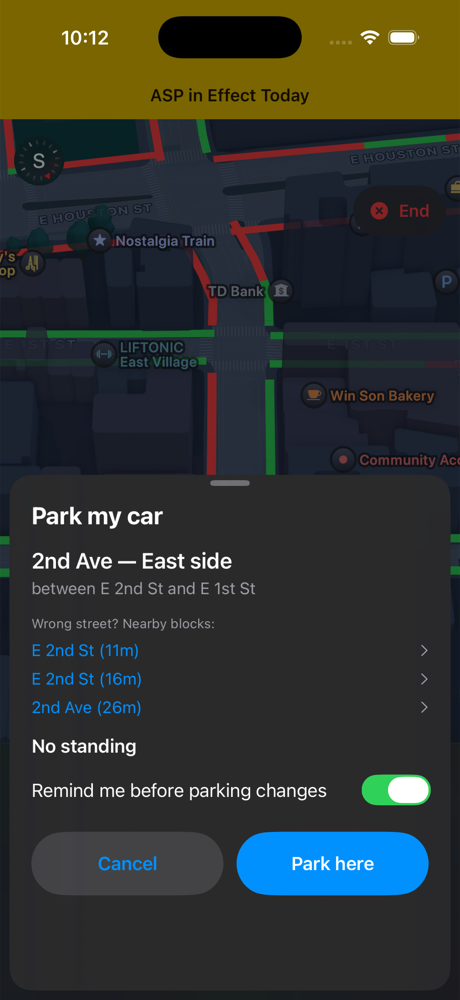 10:12
ASP in Effect Today
S
E HOUSTON ST
E HOUSTON ST
End
Nostalgia Train
y's
op
TD Bank
P
E 1ST ST
LIFTONIC
East Village
Win Son Bakery
Community Acc
Park my car
2nd Ave — East side
between E 2nd St and E 1st St
Wrong street? Nearby blocks:
E 2nd St (11m)
E 2nd St (16m)
2nd Ave (26m)
No standing
Remind me before parking changes
Cancel
Park here